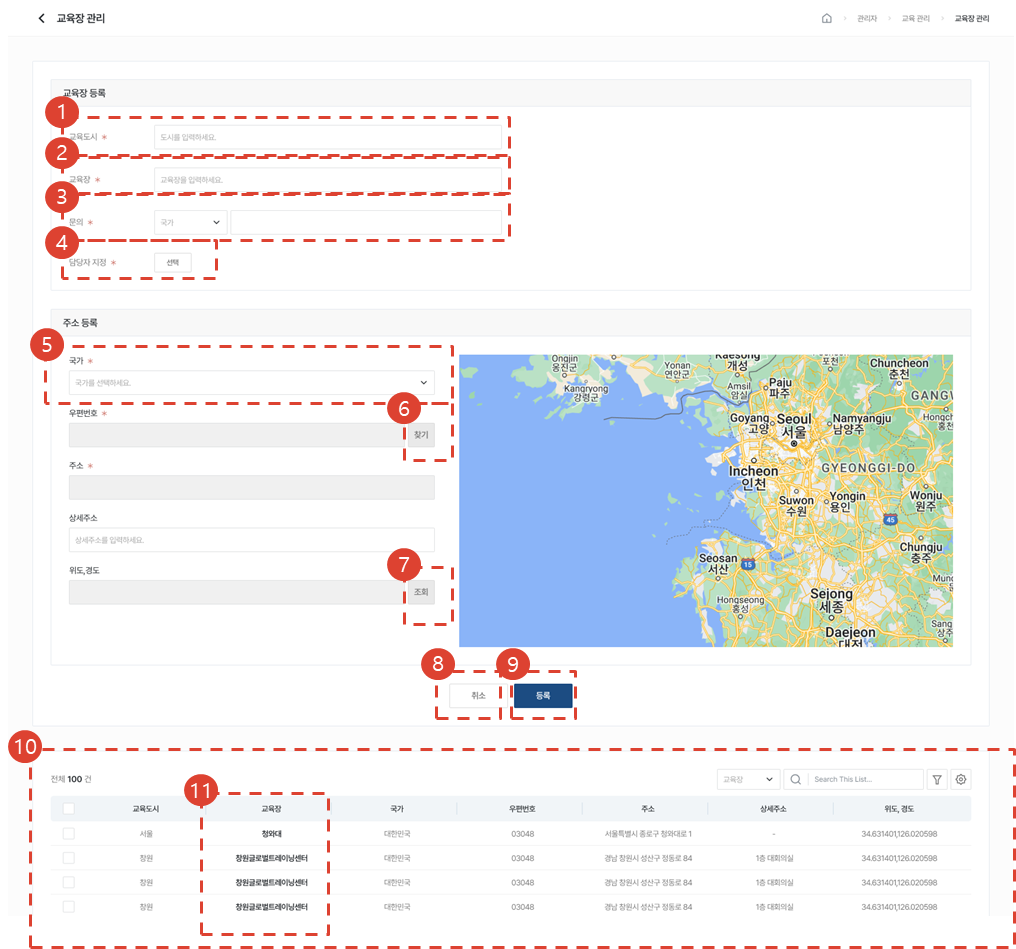 교육장 관리
관리자 교육 관리 교육장 관리
교육장 등록
1
교육도시 * 도시를 입력하세요.
2
교육장 * 교육장을 입력하세요.
3
문의 * 국가
4
담당자 지정 * 선택
주소 등록
5
국가 *
국가를 선택하세요.
6
우편번호 *
찾기
주소 *
상세주소
상세주소를 입력하세요.
7
위도,경도
조회
Ongjin
옹진군
Kangryong
강령군
Yonan
연안군
Kaesong
개성
포천
Chuncheon
춘천
Amsil
암실
Paju
파주
GANGW
Hongch
홍천
Goyang
고양
Seoul
서울
Namyangju
남양주
Incheon
인천
GYEONGGI-DO
Suwon
수원
Yongin
용인
Wonju
원주
45
Chungju
충주
Seosan
서산
15
Hongseong
홍성
Sejong
세종
Mung
Sang
상주
Daejeon
대전
8
취소
9
등록
10
전체 100 건
교육장 Search This List...
11
교육도시 교육장 국가 우편번호 주소 상세주소 위도, 경도
서울 청와대 대한민국 03048 서울특별시 종로구 청와대로 1 - 34.631401,126.020598
창원 창원글로벌트레이닝센터 대한민국 03048 경남 창원시 성산구 정동로 84 1층 대회의실 34.631401,126.020598
창원 창원글로벌트레이닝센터 대한민국 03048 경남 창원시 성산구 정동로 84 1층 대회의실 34.631401,126.020598
창원 창원글로벌트레이닝센터 대한민국 03048 경남 창원시 성산구 정동로 84 1층 대회의실 34.631401,126.020598